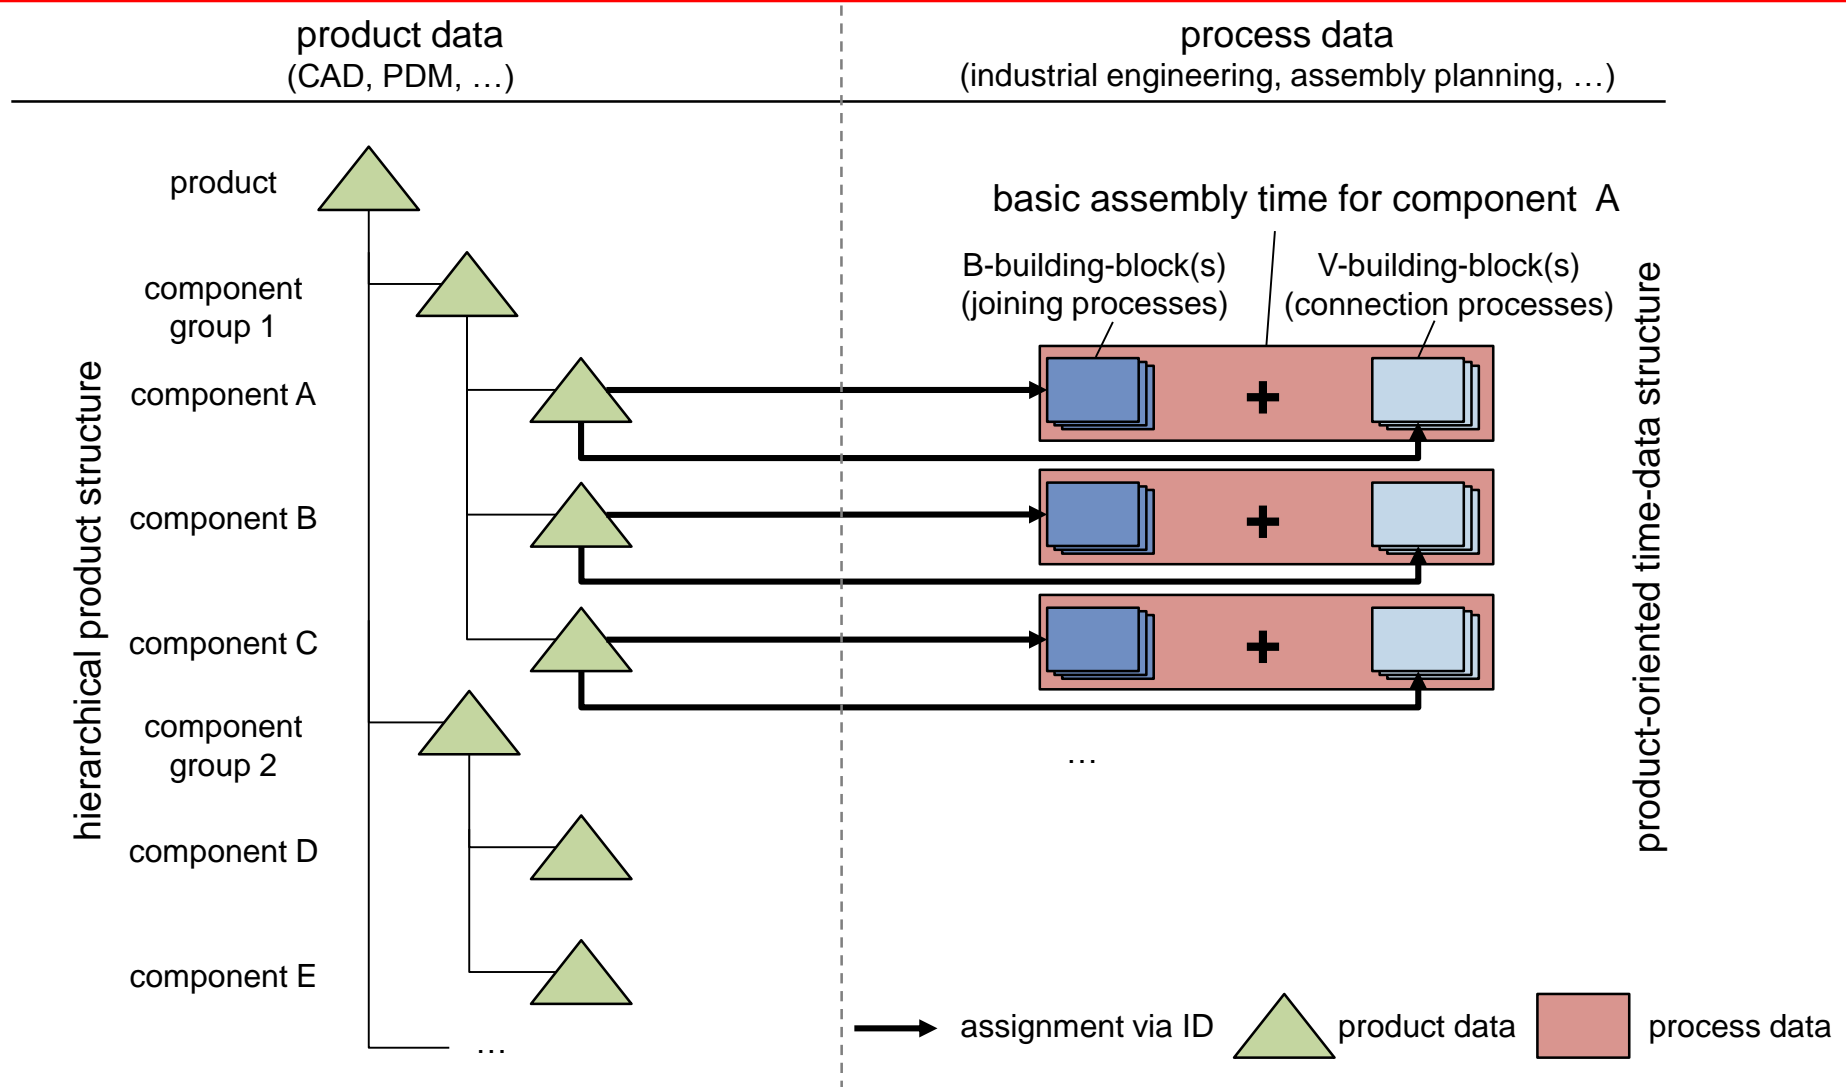 product data
(CAD, PDM, …)
process data
(industrial engineering, assembly planning, …)
hierarchical product structure
product
component
group 1
component A
component B
component C
component
group 2
component D
component E
…
basic assembly time for component A
B-building-block(s)
(joining processes)
V-building-block(s)
(connection processes)
+
+
+
…
product-oriented time-data structure
assignment via ID
product data
process data